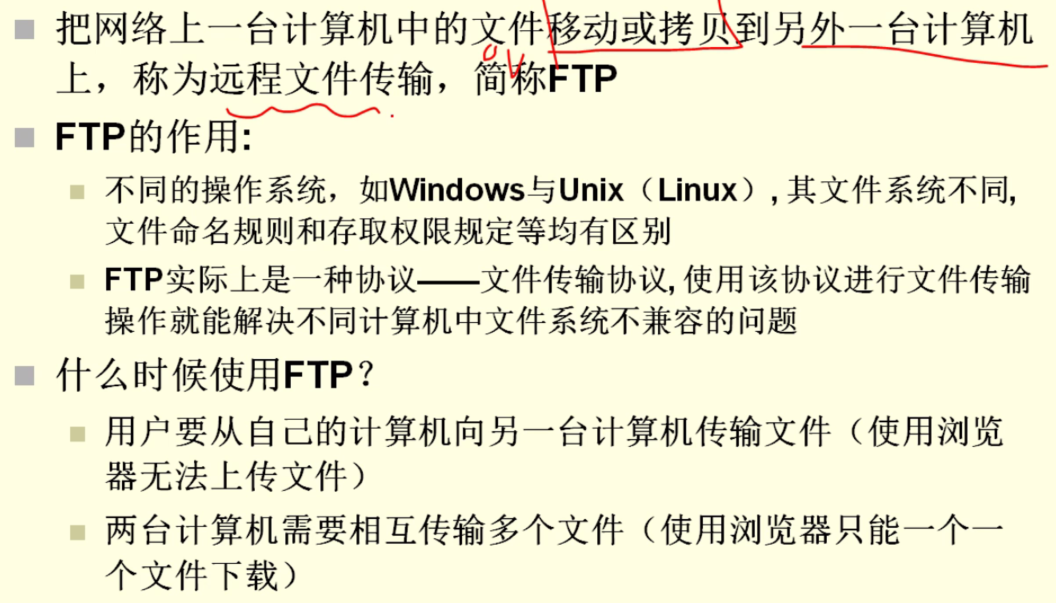 把网络上一台计算机中的文件移动或拷贝到另外一台计算机
上，称为远程文件传输，简称FTP
FTP的作用:
不同的操作系统，如Windows与Unix（Linux）, 其文件系统不同,
文件命名规则和存取权限规定等均有区别
FTP实际上是一种协议——文件传输协议, 使用该协议进行文件传输
操作就能解决不同计算机中文件系统不兼容的问题
什么时候使用FTP？
用户要从自己的计算机向另一台计算机传输文件（使用浏览
器无法上传文件）
两台计算机需要相互传输多个文件（使用浏览器只能一个一
个文件下载）